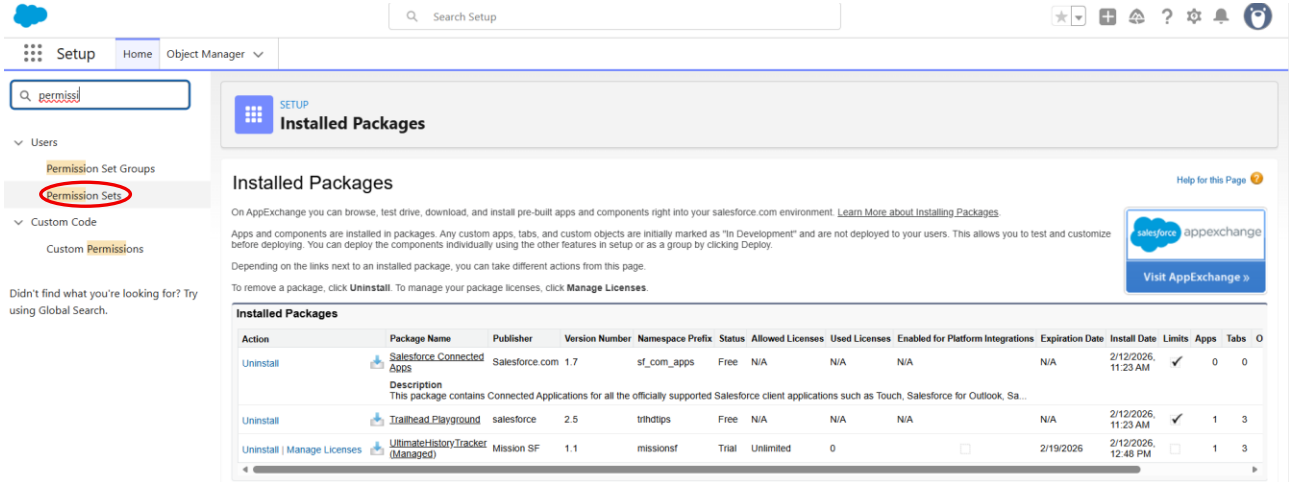 Search Setup
Setup
Home
Object Manager
permissi
Users
Permission Set Groups
Permission Sets
Custom Code
Custom Permissions
Didn't find what you're looking for? Try
using Global Search.
SETUP
Installed Packages
Installed Packages
Help for this Page
On AppExchange you can browse, test drive, download, and install pre-built apps and components right into your salesforce.com environment. Learn More about Installing Packages.
Apps and components are installed in packages. Any custom apps, tabs, and custom objects are initially marked as "In Development" and are not deployed to your users. This allows you to test and customize
before deploying. You can deploy the components individually using the other features in setup or as a group by clicking Deploy.
Depending on the links next to an installed package, you can take different actions from this page.
To remove a package, click Uninstall. To manage your package licenses, click Manage Licenses.
salesforce appexchange
Visit AppExchange »
Installed Packages
Action Package Name Publisher Version Number Namespace Prefix Status Allowed Licenses Used Licenses Enabled for Platform Integrations Expiration Date Install Date Limits Apps Tabs O
Uninstall Salesforce Connected Apps Salesforce.com 1.7 sf_com_apps Free N/A N/A N/A N/A 2/12/2026, 11:23 AM 0 0
Description
This package contains Connected Applications for all the officially supported Salesforce client applications such as Touch, Salesforce for Outlook, Sa...
Uninstall Trailhead Playground salesforce 2.5 trlhdtips Free N/A N/A N/A N/A 2/12/2026, 11:23 AM 1 3
Uninstall | Manage Licenses UltimateHistoryTracker (Managed) Mission SF 1.1 missionsf Trial Unlimited 0 2/19/2026 2/12/2026, 12:48 PM 1 3